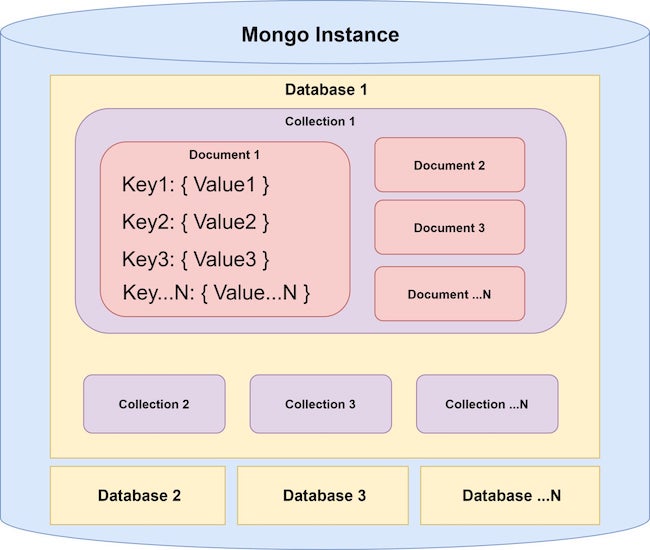 Mongo Instance
Database 1
Collection 1
Document 1
Key1: { Value1 }
Key2: { Value2 }
Key3: { Value3 }
Key...N: { Value...N }
Document 2
Document 3
Document ...N
Collection 2
Collection 3
Collection ...N
Database 2
Database 3
Database ...N